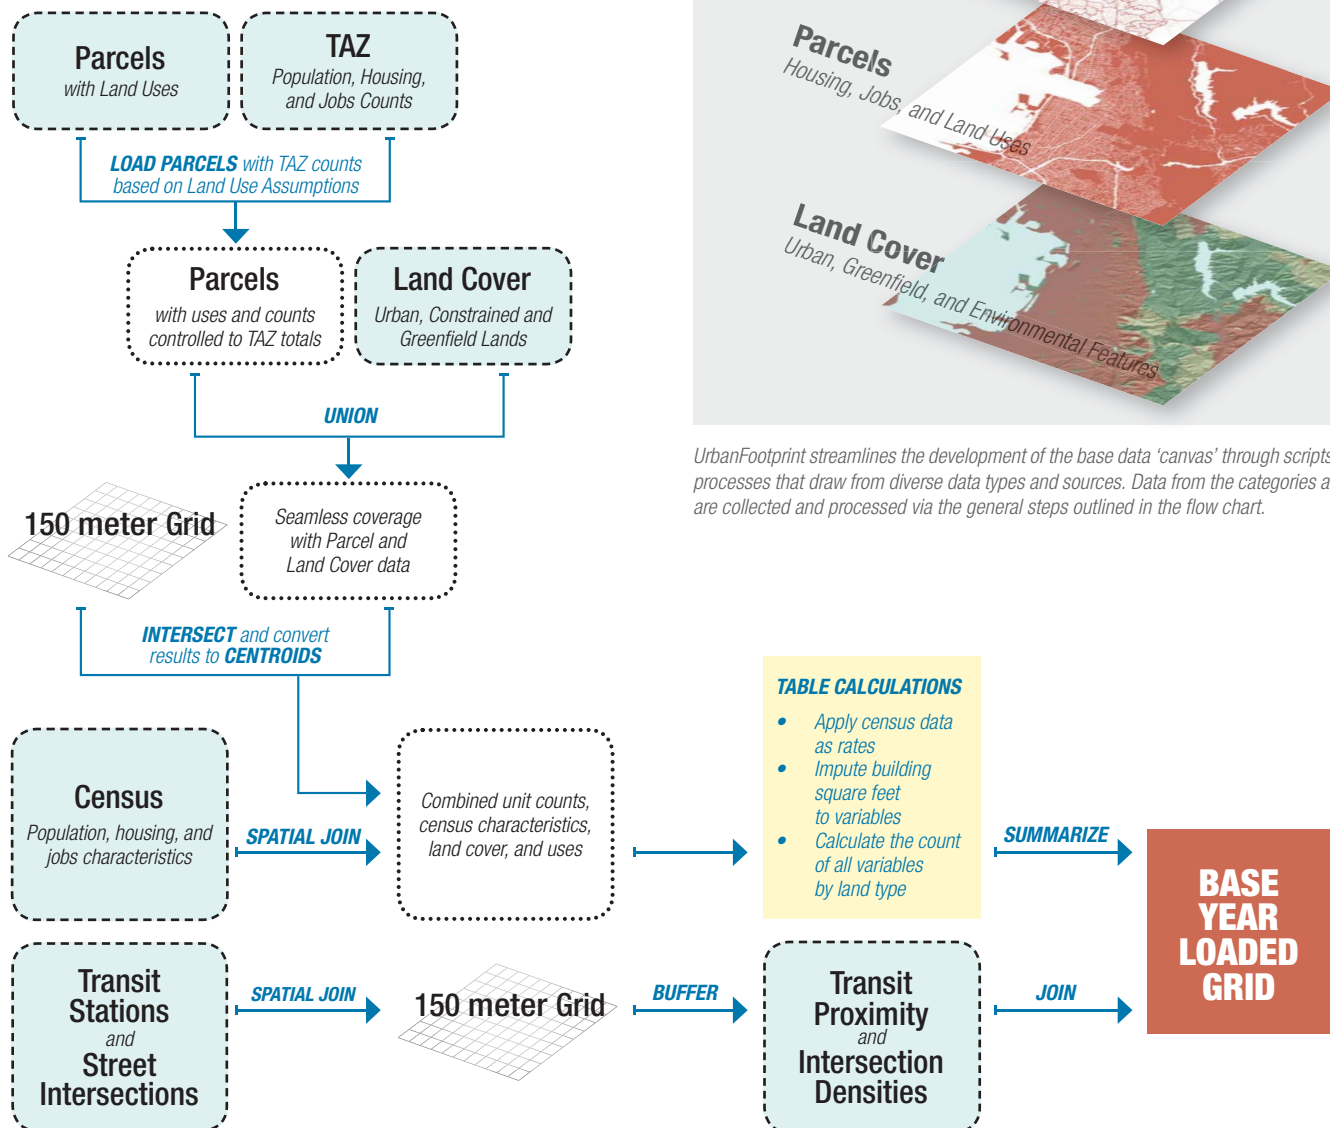 Parcels
with Land Uses
TAZ
Population, Housing,
and Jobs Counts
LOAD PARCELS with TAZ counts
based on Land Use Assumptions
Parcels
with uses and counts
controlled to TAZ totals
Land Cover
Urban, Constrained and
Greenfield Lands
UNION
150 meter Grid
Seamless coverage
with Parcel and
Land Cover data
INTERSECT and convert
results to CENTROIDS
Census
Population, housing, and
jobs characteristics
SPATIAL JOIN
Combined unit counts,
census characteristics,
land cover, and uses
TABLE CALCULATIONS
• Apply census data
as rates
• Impute building
square feet
to variables
• Calculate the count
of all variables
by land type
SUMMARIZE
BASE
YEAR
LOADED
GRID
Transit
Stations
and
Street
Intersections
SPATIAL JOIN
150 meter Grid
BUFFER
Transit
Proximity
and
Intersection
Densities
JOIN
Parcels
Housing, Jobs, and Land Uses
Land Cover
Urban, Greenfield, and Environmental Features
UrbanFootprint streamlines the development of the base data ‘canvas’ through scripts
processes that draw from diverse data types and sources. Data from the categories a
are collected and processed via the general steps outlined in the flow chart.